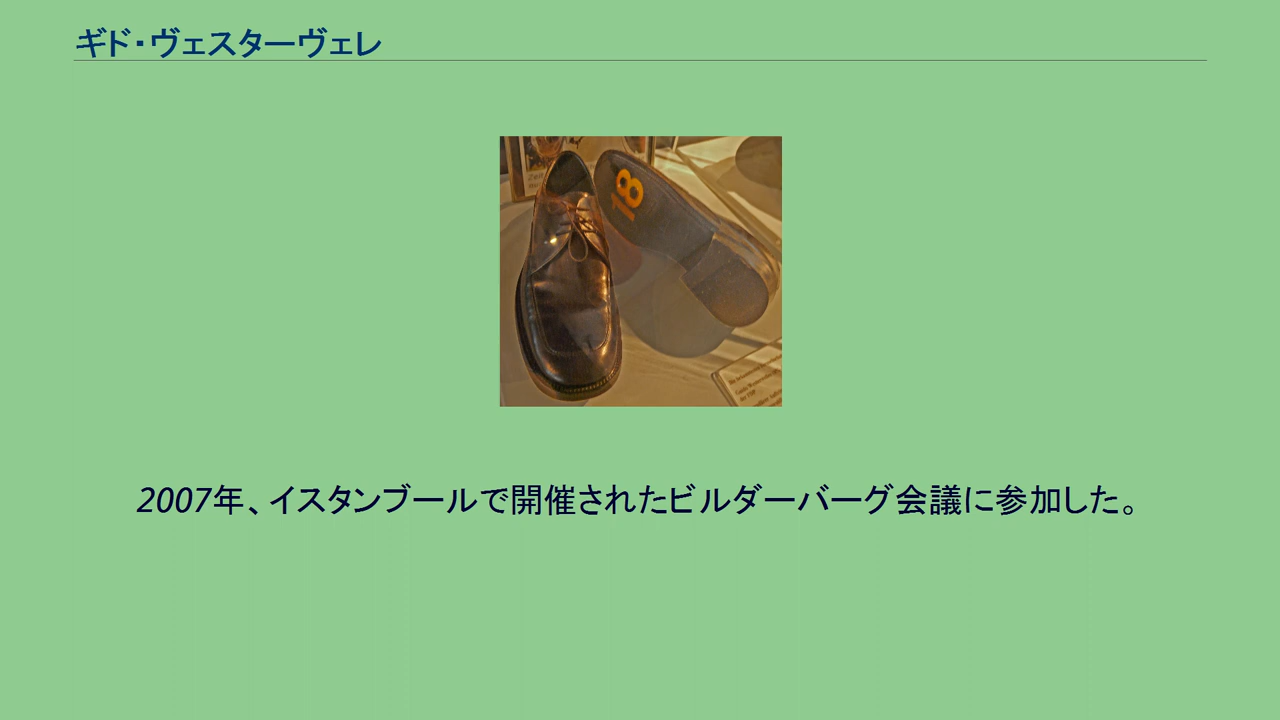 ギド・ヴェスターヴェレ
18
2007年、イスタンブールで開催されたビルダーバーグ会議に参加した。